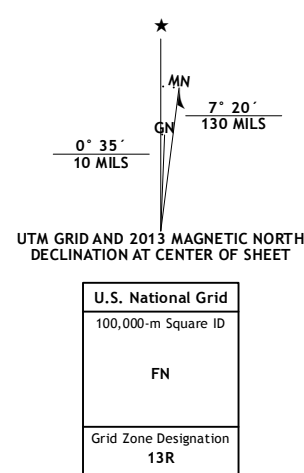 ★
MN
GN
7° 20´
130 MILS
0° 35´
10 MILS
UTM GRID AND 2013 MAGNETIC NORTH
DECLINATION AT CENTER OF SHEET
U.S. National Grid
100,000-m Square ID
FN
Grid Zone Designation
13R